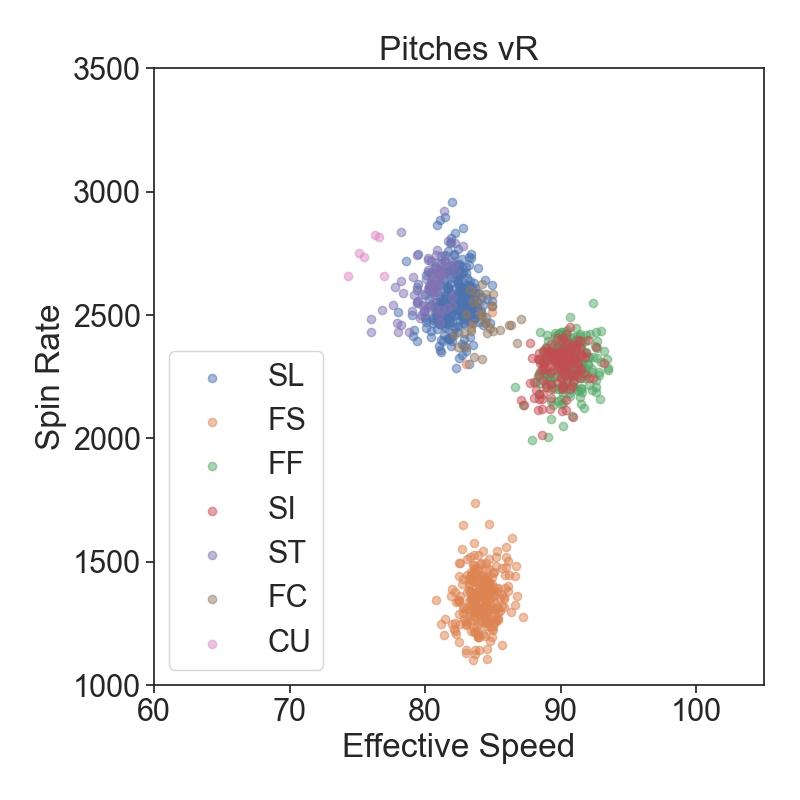 Pitches vR
3500
3000
2500
2000
1500
1000
Spin Rate
SL
FS
FF
SI
ST
FC
CU
60 70 80 90 100
Effective Speed